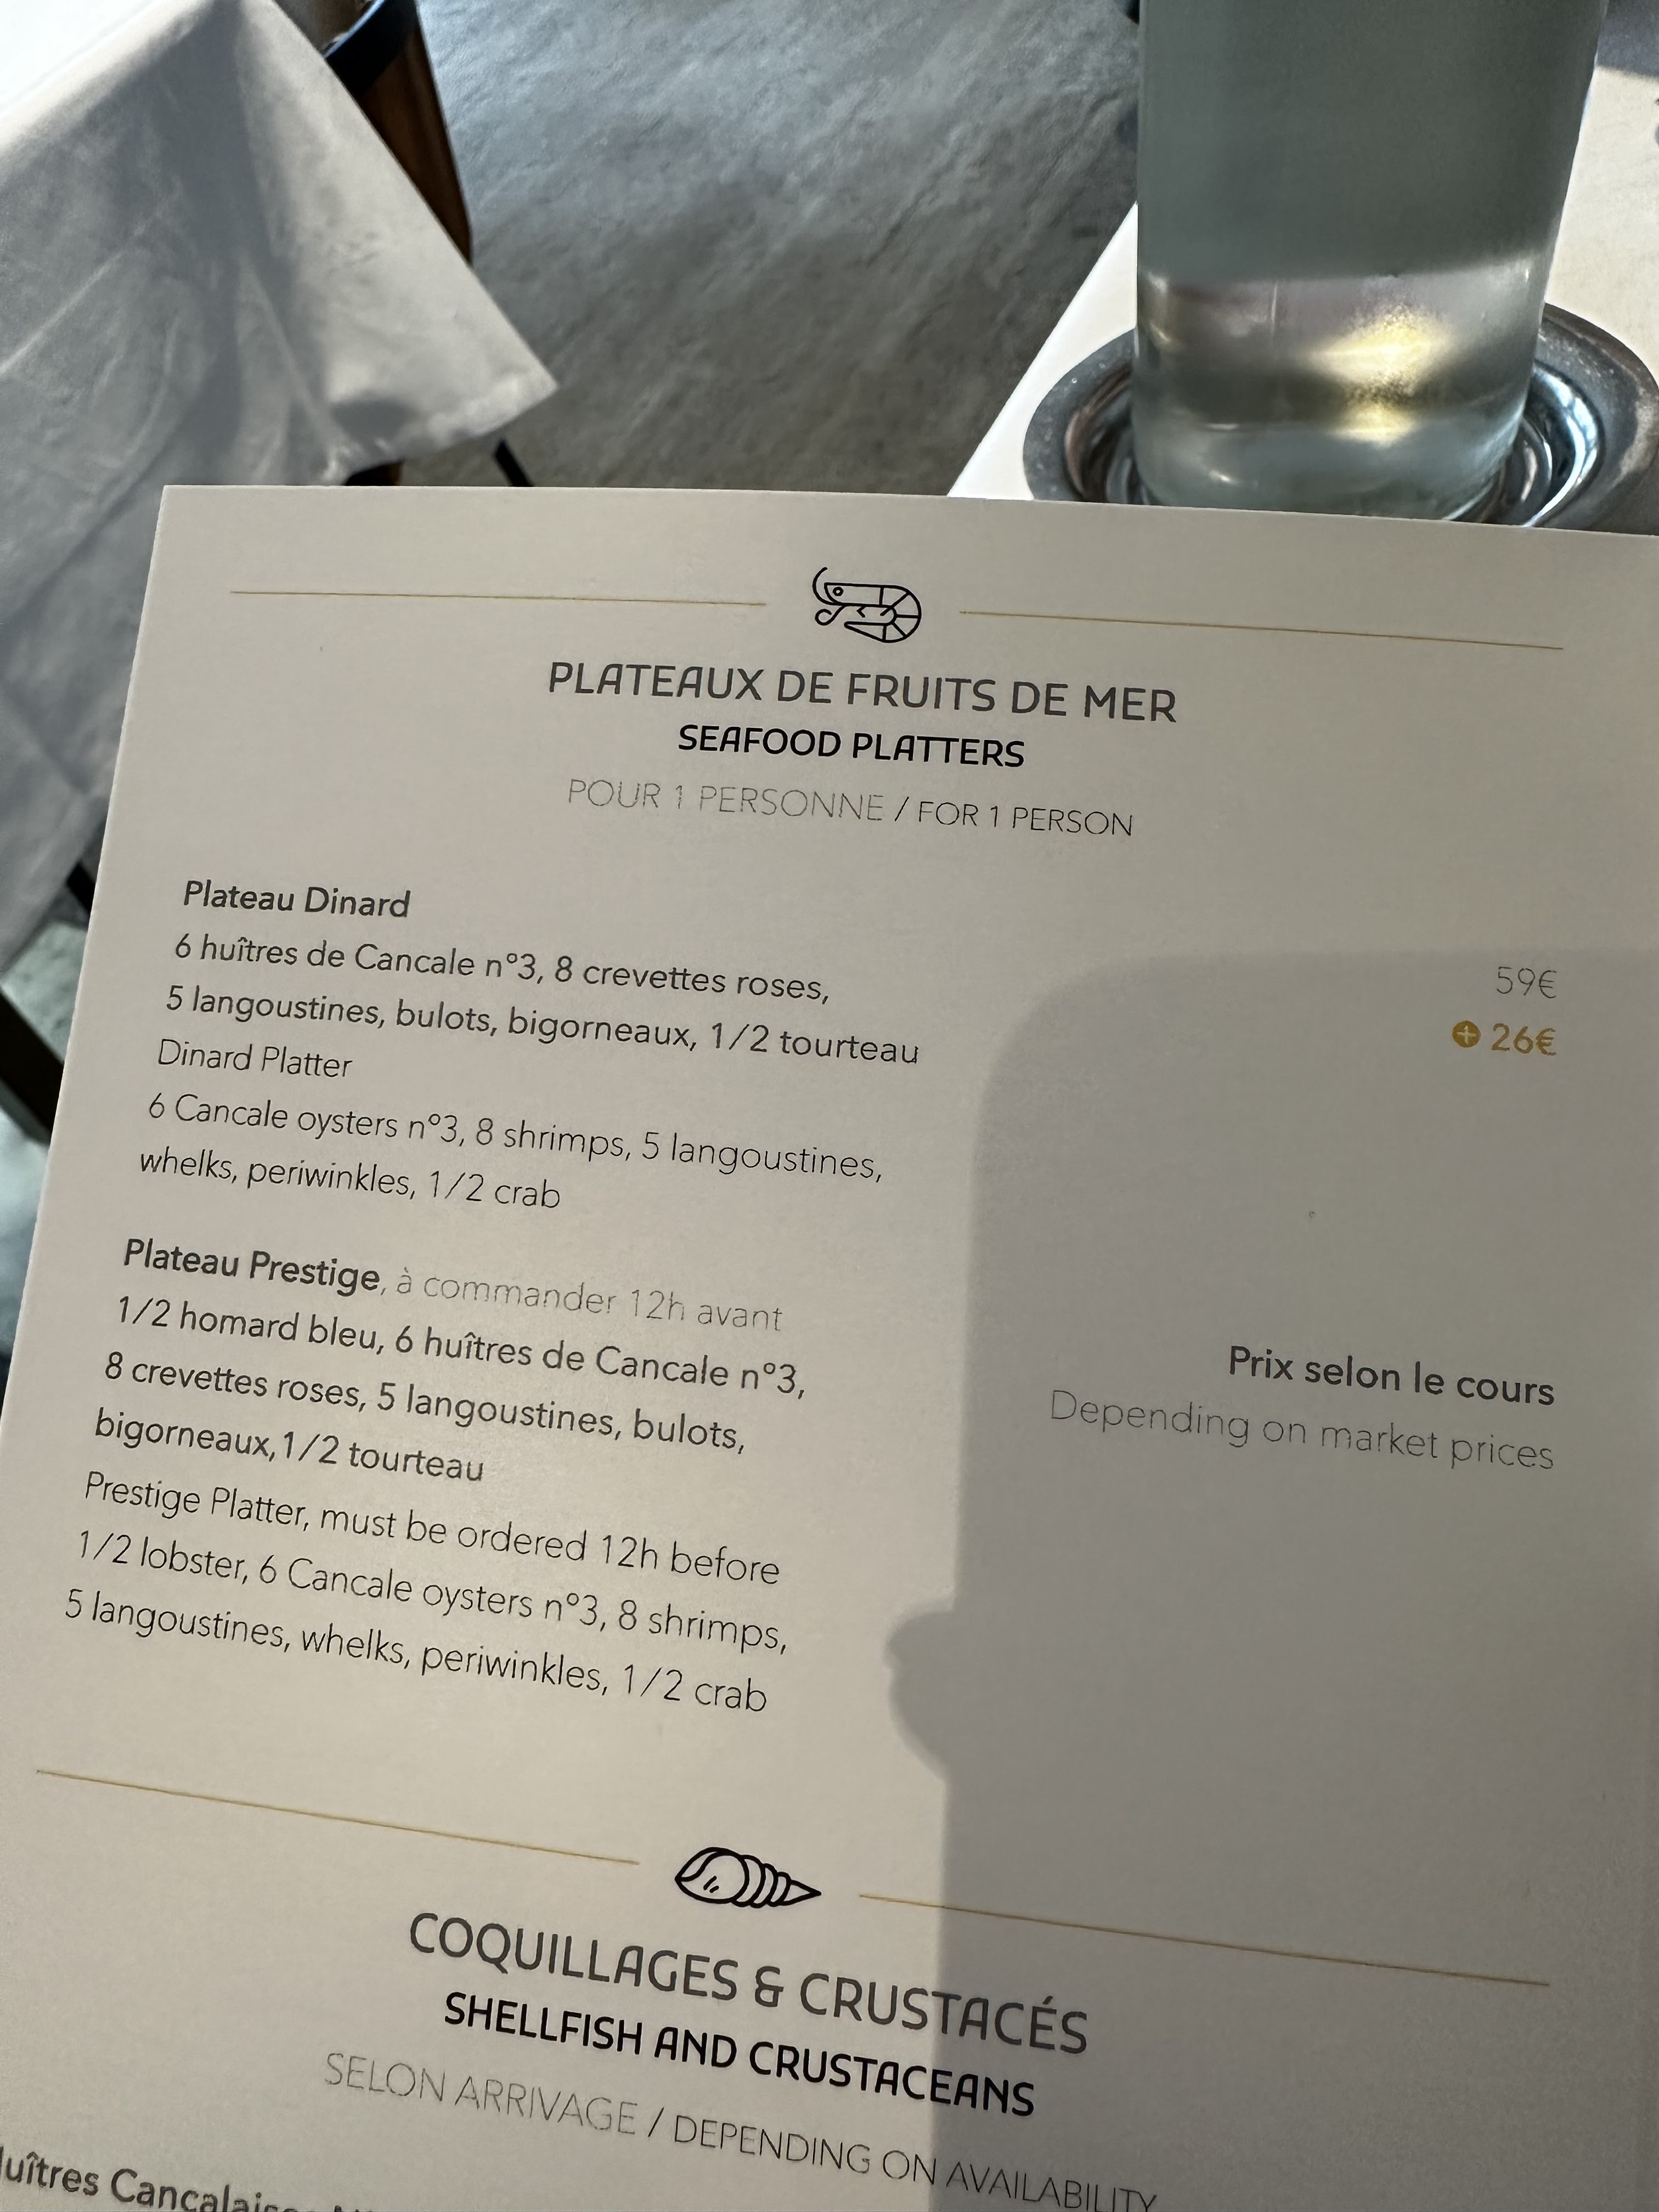 PLATEAUX DE FRUITS DE MER
SEAFOOD PLATTERS
POUR 1 PERSONNE / FOR 1 PERSON
Plateau Dinard
6 huîtres de Cancale n°3, 8 crevettes roses,
59€
5 langoustines, bulots, bigorneaux, 1/2 tourteau
+ 26€
Dinard Platter
6 Cancale oysters n°3, 8 shrimps, 5 langoustines,
whelks, periwinkles, 1/2 crab
Plateau Prestige, à commander 12h avant
1/2 homard bleu, 6 huîtres de Cancale n°3,
Prix selon le cours
8 crevettes roses, 5 langoustines, bulots,
Depending on market prices
bigorneaux,1/2 tourteau
Prestige Platter, must be ordered 12h before
1/2 lobster, 6 Cancale oysters n°3, 8 shrimps,
5 langoustines, whelks, periwinkles, 1/2 crab
COQUILLAGES & CRUSTACÉS
SHELLFISH AND CRUSTACEANS
SELON ARRIVAGE / DEPENDING ON AVAILABILITY